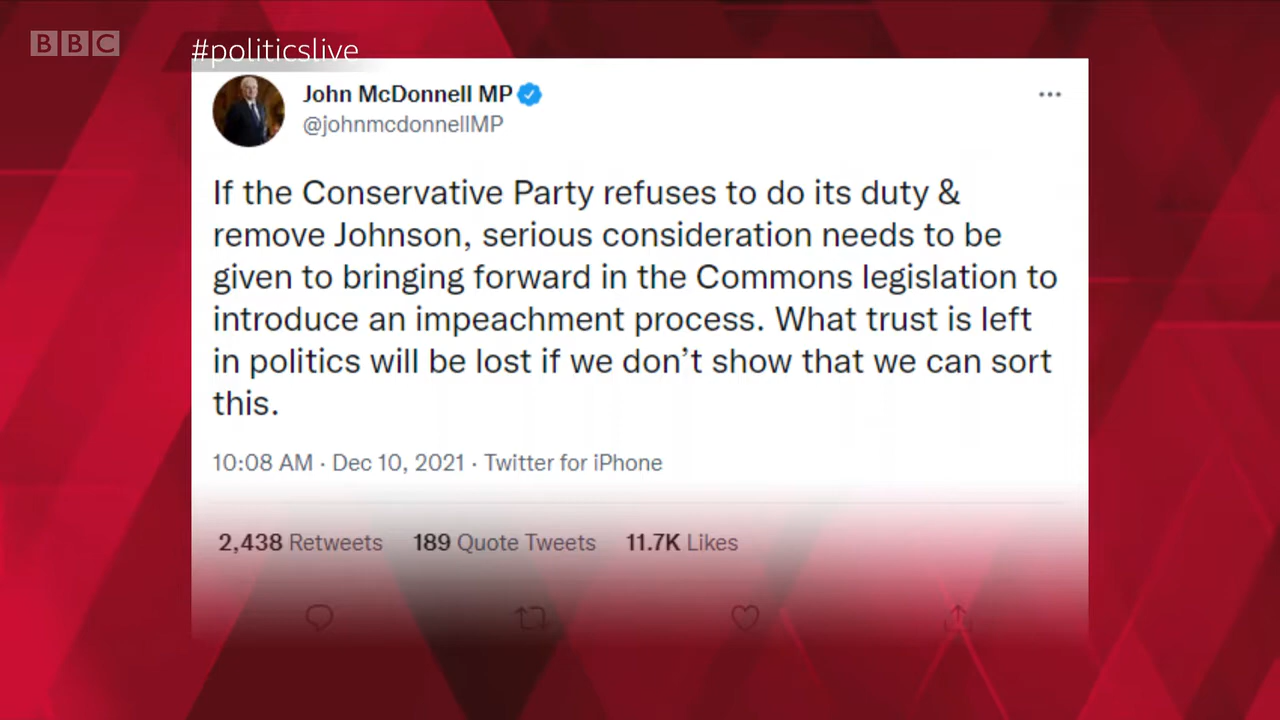 BBC
#politicslive
John McDonnell MP
@johnmcdonnellMP
If the Conservative Party refuses to do its duty &
remove Johnson, serious consideration needs to be
given to bringing forward in the Commons legislation to
introduce an impeachment process. What trust is left
in politics will be lost if we don’t show that we can sort
this.
10:08 AM · Dec 10, 2021 · Twitter for iPhone
2,438 Retweets 189 Quote Tweets 11.7K Likes